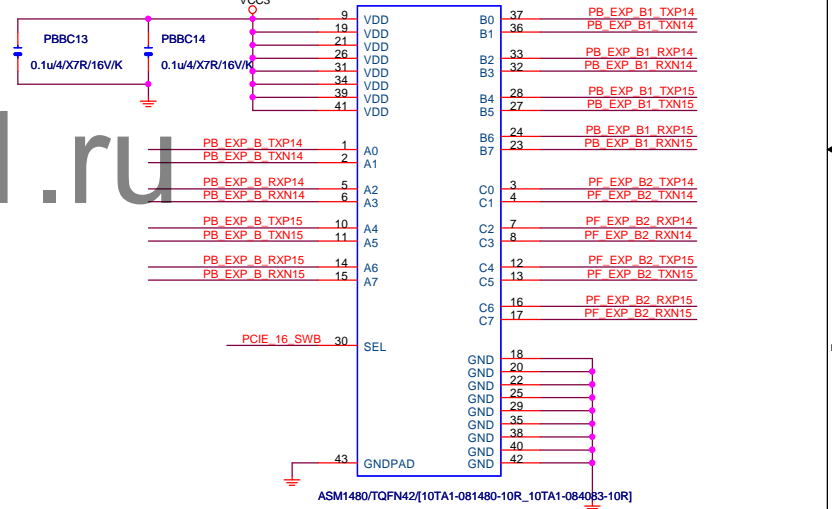 VCC3
PBBC13
0.1u/4/X7R/16V/K
PBBC14
0.1u/4/X7R/16V/K
9 VDD
19 VDD
21 VDD
26 VDD
31 VDD
34 VDD
39 VDD
41 VDD
PB_EXP_B_TXP14 1 A0
PB_EXP_B_TXN14 2 A1
PB_EXP_B_RXP14 5 A2
PB_EXP_B_RXN14 6 A3
PB_EXP_B_TXP15 10 A4
PB_EXP_B_TXN15 11 A5
PB_EXP_B_RXP15 14 A6
PB_EXP_B_RXN15 15 A7
PCIE_16_SWB 30 SEL
43 GNDPAD
B0 37 PB_EXP_B1_TXP14
B1 36 PB_EXP_B1_TXN14
B2 33 PB_EXP_B1_RXP14
B3 32 PB_EXP_B1_RXN14
B4 28 PB_EXP_B1_TXP15
B5 27 PB_EXP_B1_TXN15
B6 24 PB_EXP_B1_RXP15
B7 23 PB_EXP_B1_RXN15
C0 3 PF_EXP_B2_TXP14
C1 4 PF_EXP_B2_TXN14
C2 7 PF_EXP_B2_RXP14
C3 8 PF_EXP_B2_RXN14
C4 12 PF_EXP_B2_TXP15
C5 13 PF_EXP_B2_TXN15
C6 16 PF_EXP_B2_RXP15
C7 17 PF_EXP_B2_RXN15
GND 18
GND 20
GND 22
GND 25
GND 29
GND 35
GND 38
GND 40
GND 42
ASM1480/TQFN42/[10TA1-081480-10R_10TA1-084083-10R]
.ru